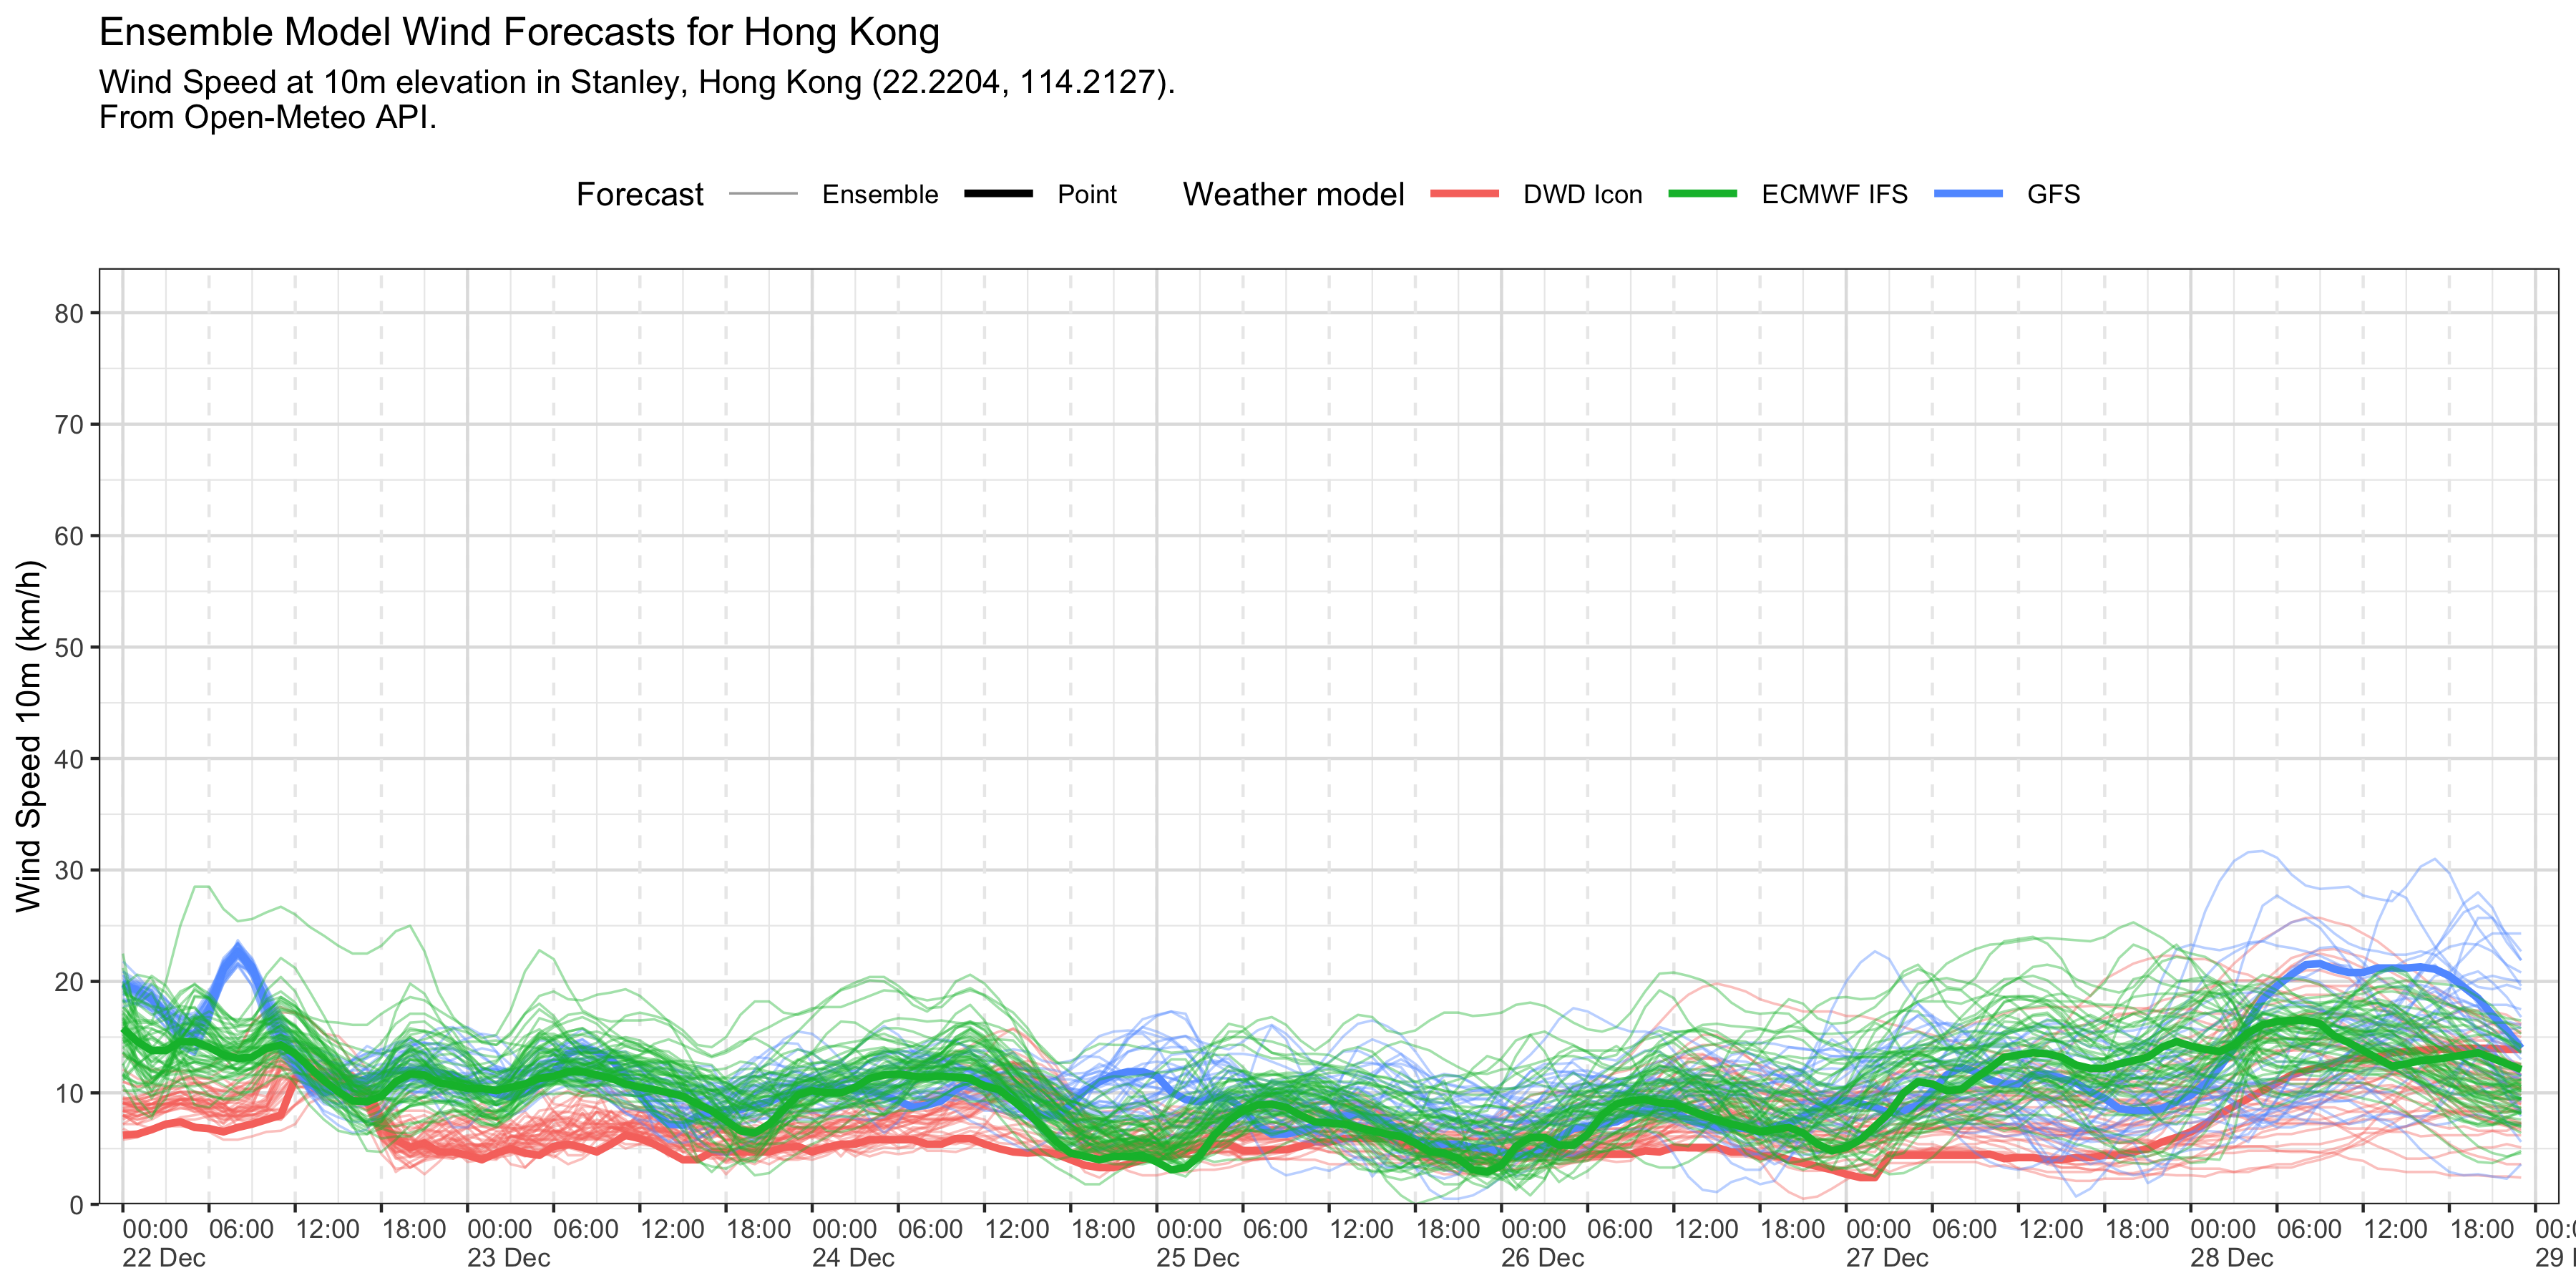 Ensemble Model Wind Forecasts for Hong Kong
Wind Speed at 10m elevation in Stanley, Hong Kong (22.2204, 114.2127).
From Open-Meteo API.
Forecast Ensemble Point Weather model DWD Icon ECMWF IFS GFS
Wind Speed 10m (km/h)
80
70
60
50
40
30
20
10
0
00:00 06:00 12:00 18:00 00:00 06:00 12:00 18:00 00:00 06:00 12:00 18:00 00:00 06:00 12:00 18:00 00:00 06:00 12:00 18:00 00:00 06:00 12:00 18:00 00:00 06:00 12:00 18:00
22 Dec 23 Dec 24 Dec 25 Dec 26 Dec 27 Dec 28 Dec 29